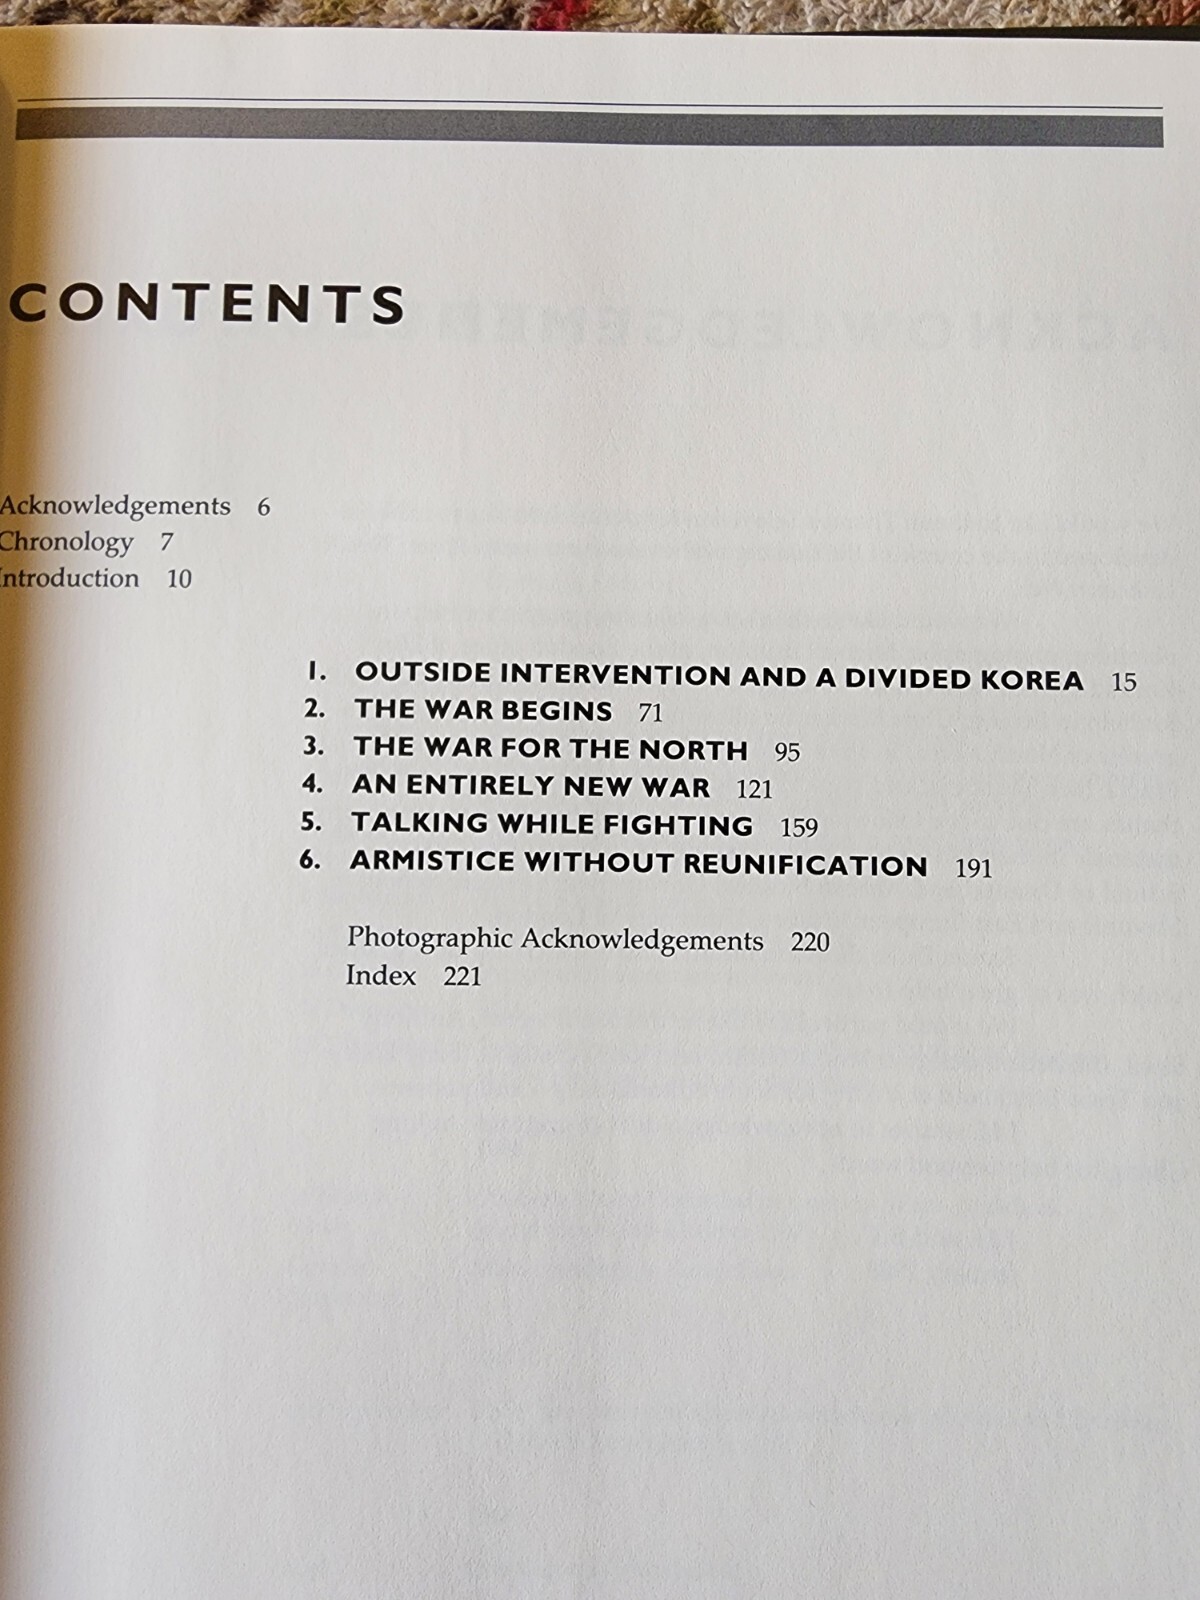 CONTENTS
Acknowledgements 6
Chronology 7
Introduction 10
1. OUTSIDE INTERVENTION AND A DIVIDED KOREA 15
2. THE WAR BEGINS 71
3. THE WAR FOR THE NORTH 95
4. AN ENTIRELY NEW WAR 121
5. TALKING WHILE FIGHTING 159
6. ARMISTICE WITHOUT REUNIFICATION 191
Photographic Acknowledgements 220
Index 221